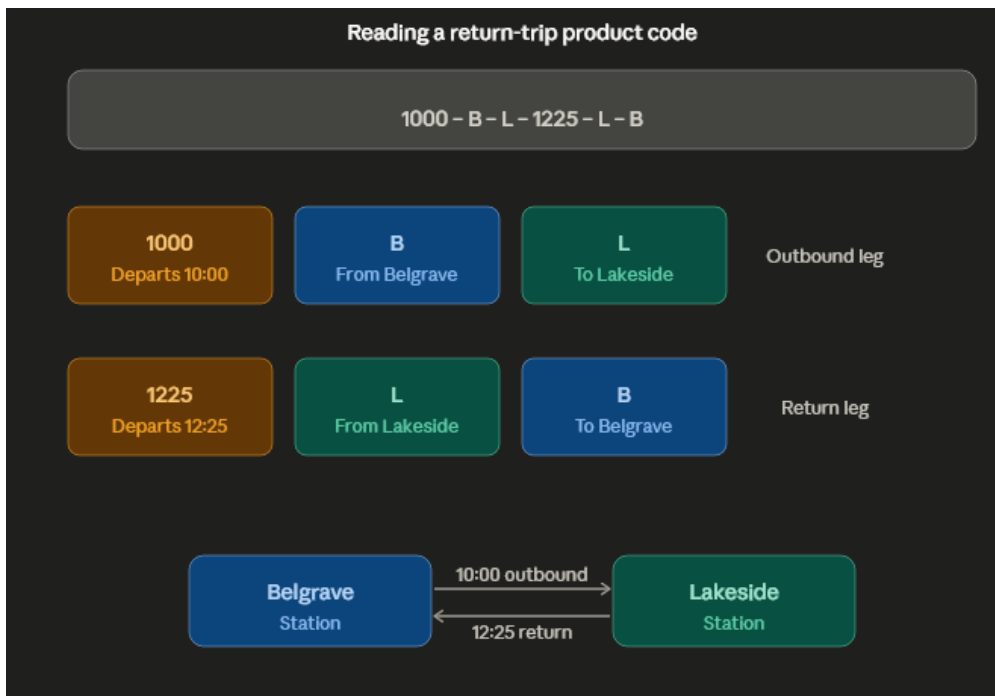 Reading a return-trip product code
1000 – B – L – 1225 – L – B
1000
Departs 10:00
B
From Belgrave
L
To Lakeside
Outbound leg
1225
Departs 12:25
L
From Lakeside
B
To Belgrave
Return leg
Belgrave
Station
10:00 outbound
12:25 return
Lakeside
Station